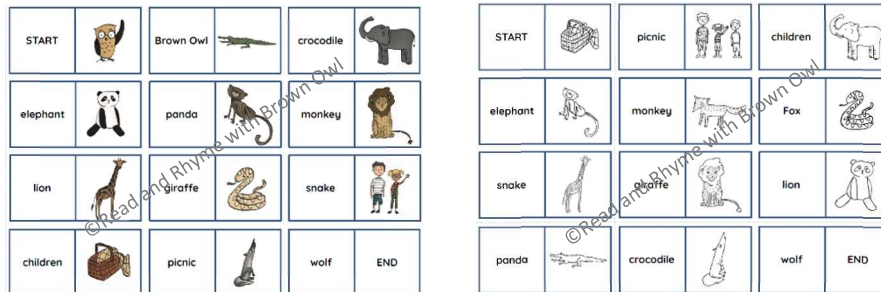 START Brown Owl crocodile
elephant panda monkey
lion giraffe snake
children picnic wolf END
©Read and Rhyme with Brown Owl
START picnic children
elephant monkey Fox
snake giraffe lion
panda crocodile wolf END
©Read and Rhyme with Brown Owl